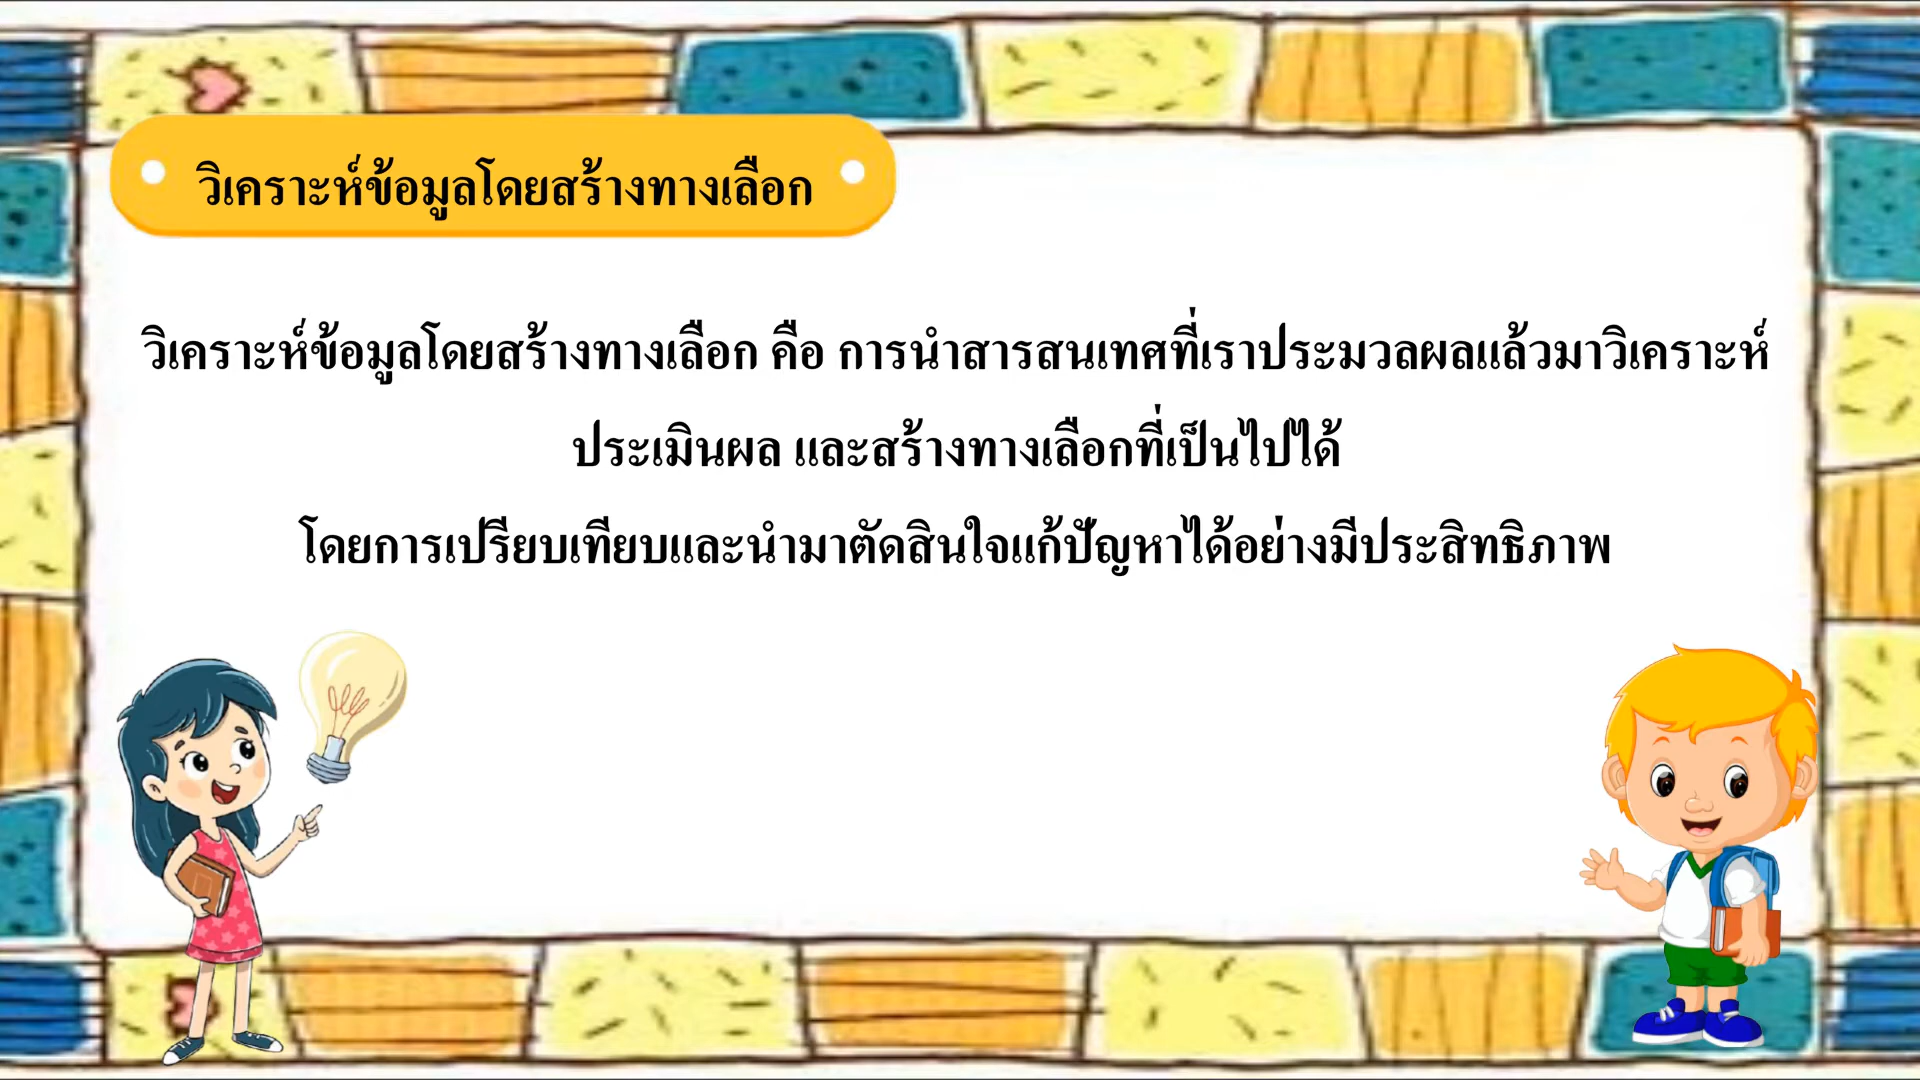 วิเคราะห์ข้อมูลโดยสร้างทางเลือก
วิเคราะห์ข้อมูลโดยสร้างทางเลือก คือ การนำสารสนเทศที่เราประมวลผลแล้วมาวิเคราะห์
ประเมินผล และสร้างทางเลือกที่เป็นไปได้
โดยการเปรียบเทียบและนำมาตัดสินใจแก้ปัญหาได้อย่างมีประสิทธิภาพ